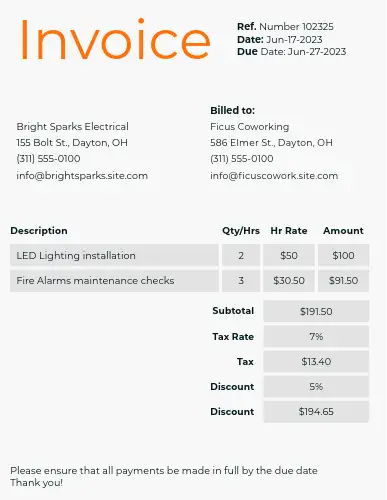 Invoice
Ref. Number 102325
Date: Jun-17-2023
Due Date: Jun-27-2023
Bright Sparks Electrical
155 Bolt St., Dayton, OH
(311) 555-0100
info@brightsparks.site.com
Billed to:
Ficus Coworking
586 Elmer St., Dayton, OH
(311) 555-0100
info@ficuscowork.site.com
Description Qty/Hrs Hr Rate Amount
LED Lighting installation 2 $50 $100
Fire Alarms maintenance checks 3 $30.50 $91.50
Subtotal $191.50
Tax Rate 7%
Tax $13.40
Discount 5%
Discount $194.65
Please ensure that all payments be made in full by the due date
Thank you!